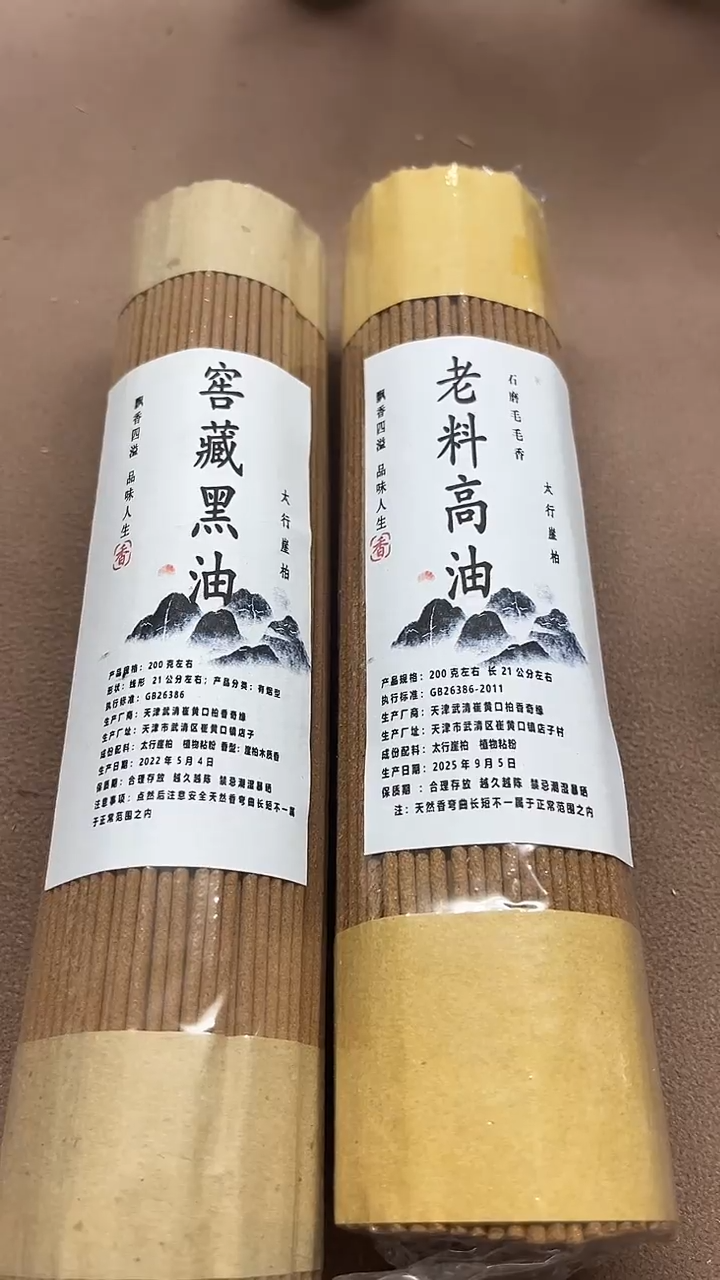 窖藏黑油
飘香四溢 品味人生
香
太行崖柏
产品规格：200克左右
形状：线形 21公分左右；产品分类：有烟型
执行标准：GB26386
生产厂商：天津武清崔黄口柏香奇缘
生产厂址：天津市武清区崔黄口镇店子
成份配料：太行崖柏 植物粘粉 香型：崖柏木质香
生产日期：2022年5月4日
保质期：合理存放 越久越陈 禁忌潮湿暴晒
注意事项：点然后注意安全天然香弯曲长短不一属
于正常范围之内
石磨毛毛香
老料高油
飘香四溢 品味人生
香
太行崖柏
产品规格：200克左右 长21公分左右
执行标准：GB26386-2011
生产厂商：天津武清崔黄口柏香奇缘
生产厂址：天津市武清区崔黄口镇店子村
成份配料：太行崖柏 植物粘粉
生产日期：2025年9月5日
保质期 ：合理存放 越久越陈 禁忌潮湿暴晒
注：天然香弯曲长短不一属于正常范围之内